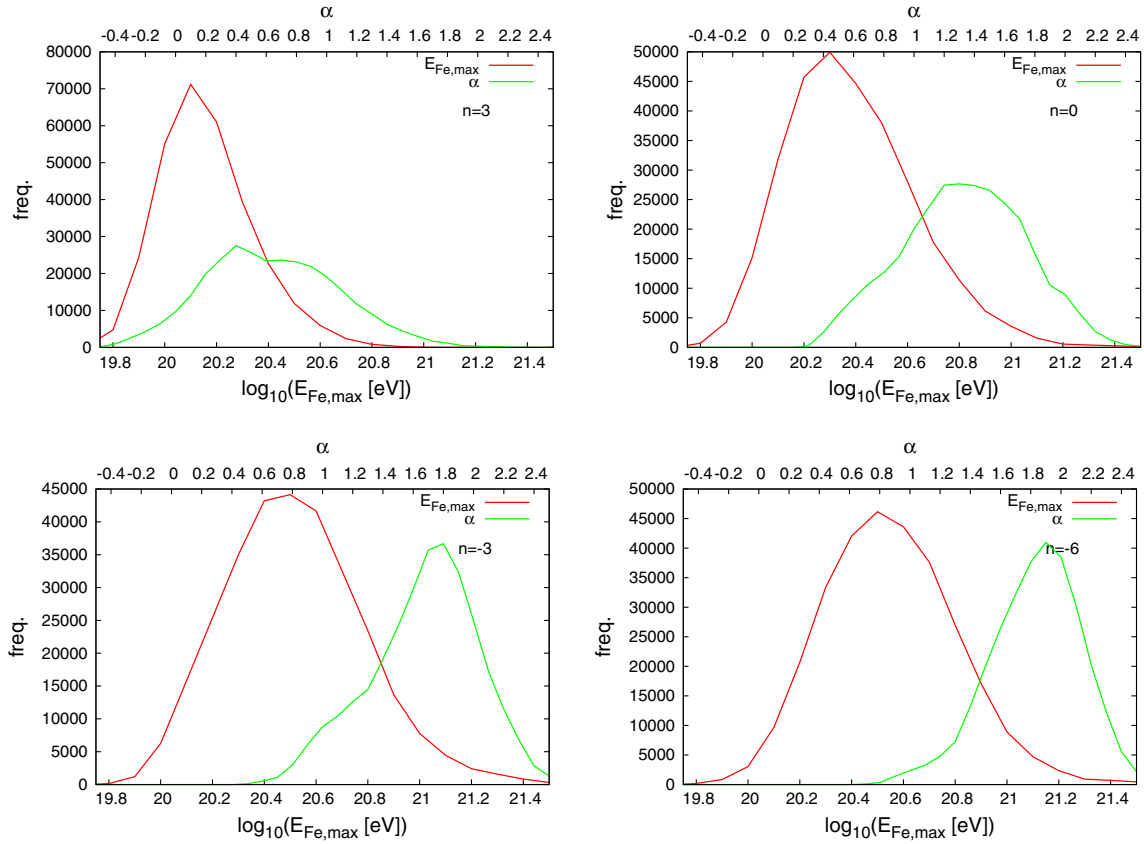 α
-0.4 -0.2 0 0.2 0.4 0.6 0.8 1 1.2 1.4 1.6 1.8 2 2.2 2.4
80000
70000
60000
50000
40000
30000
20000
10000
0
freq.
E_Fe,max
α
n=3
19.8 20 20.2 20.4 20.6 20.8 21 21.2 21.4
log10(E_Fe,max [eV])
α
-0.4 -0.2 0 0.2 0.4 0.6 0.8 1 1.2 1.4 1.6 1.8 2 2.2 2.4
50000
45000
40000
35000
30000
25000
20000
15000
10000
5000
0
freq.
E_Fe,max
α
n=0
19.8 20 20.2 20.4 20.6 20.8 21 21.2 21.4
log10(E_Fe,max [eV])
α
-0.4 -0.2 0 0.2 0.4 0.6 0.8 1 1.2 1.4 1.6 1.8 2 2.2 2.4
45000
40000
35000
30000
25000
20000
15000
10000
5000
0
freq.
E_Fe,max
α
n=-3
19.8 20 20.2 20.4 20.6 20.8 21 21.2 21.4
log10(E_Fe,max [eV])
α
-0.4 -0.2 0 0.2 0.4 0.6 0.8 1 1.2 1.4 1.6 1.8 2 2.2 2.4
50000
45000
40000
35000
30000
25000
20000
15000
10000
5000
0
freq.
E_Fe,max
α
n=-6
19.8 20 20.2 20.4 20.6 20.8 21 21.2 21.4
log10(E_Fe,max [eV])